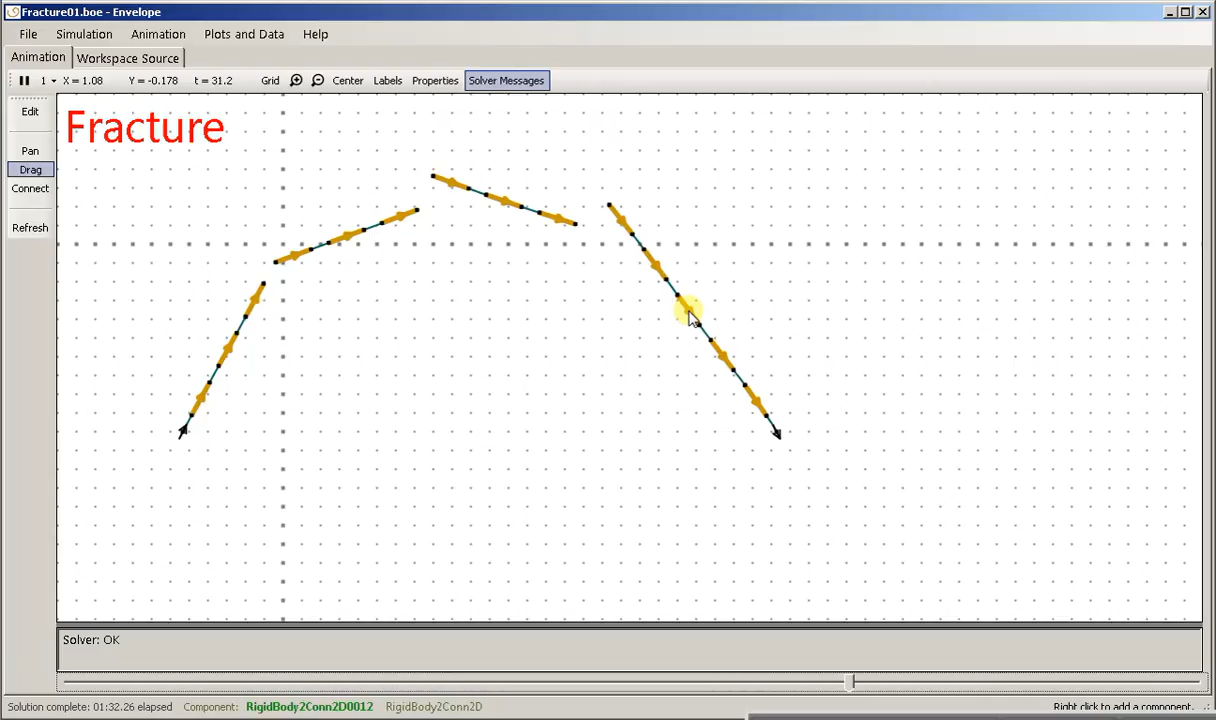 Fracture01.boe - Envelope
File Simulation Animation Plots and Data Help
Animation Workspace Source
1 X = 1.08 Y = -0.178 t = 31.2 Grid Center Labels Properties Solver Messages
Edit
Pan
Drag
Connect
Refresh
Fracture
Solver: OK
Solution complete: 01:32.26 elapsed Component: RigidBody2Conn2D0012 RigidBody2Conn2D Right click to add a component.